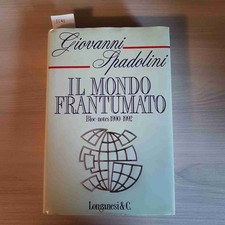 Giovanni
Spadolini
IL MONDO
FRANTUMATO
Bloc-notes 1990-1992
Longanesi & C.